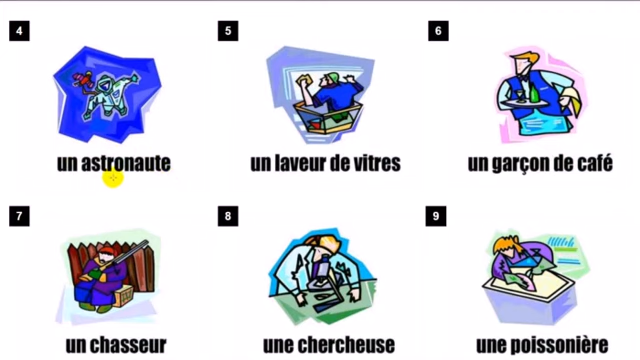 4
5
6
un astronaute
un laveur de vitres
un garçon de café
7
8
9
un chasseur
une chercheuse
une poissonière